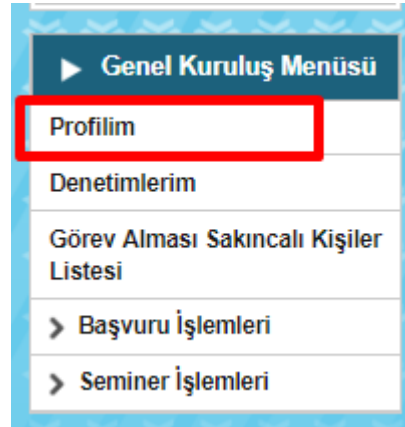 Genel Kuruluş Menüsü
Profilim
Denetimlerim
Görev Alması Sakıncalı Kişiler
Listesi
Başvuru İşlemleri
Seminer İşlemleri